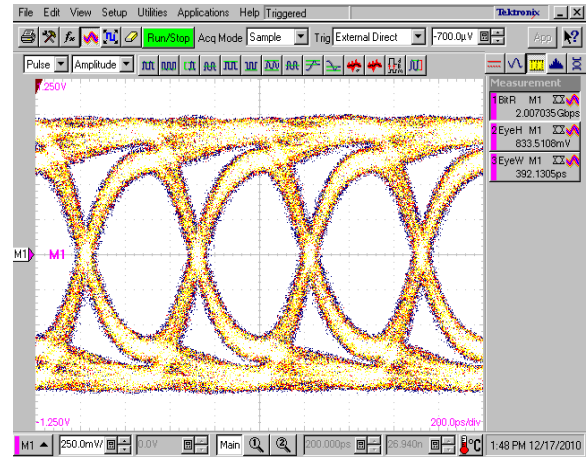 File Edit View Setup Utilities Applications Help Triggered Tektronix
Run/Stop Acq Mode Sample Trig External Direct -700.0µV App
Pulse Amplitude
1.250V
M1
M1
-1.250V
200.0ps/div
Measurement
1 BitR M1
2.007035Gbps
2 EyeH M1
833.5108mV
3 EyeW M1
392.1305ps
M1 250.0mV/ 0.0V Main 200.000ps 26.940n °C 1:48 PM 12/17/2010